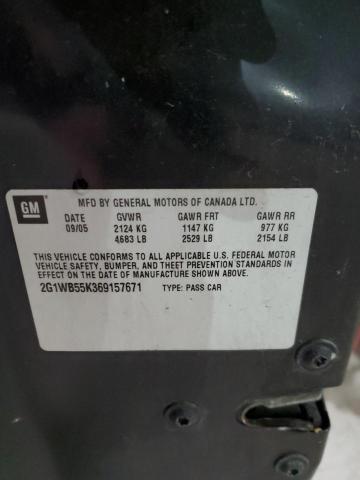 GM
MFD BY GENERAL MOTORS OF CANADA LTD.
DATE GVWR GAWR FRT GAWR RR
09/05 2124 KG 1147 KG 977 KG
4683 LB 2529 LB 2154 LB
THIS VEHICLE CONFORMS TO ALL APPLICABLE U.S. FEDERAL MOTOR
VEHICLE SAFETY, BUMPER, AND THEFT PREVENTION STANDARDS
IN EFFECT ON THE DATE OF MANUFACTURE SHOWN ABOVE.
2G1WB55K369157671 TYPE: PASS CAR